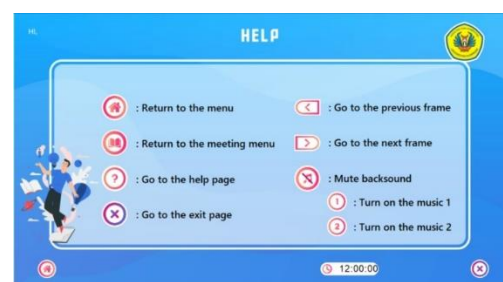 HI,
HELP
: Return to the menu
: Return to the meeting menu
: Go to the help page
: Go to the exit page
: Go to the previous frame
: Go to the next frame
: Mute backsound
1 : Turn on the music 1
2 : Turn on the music 2
12:00:00